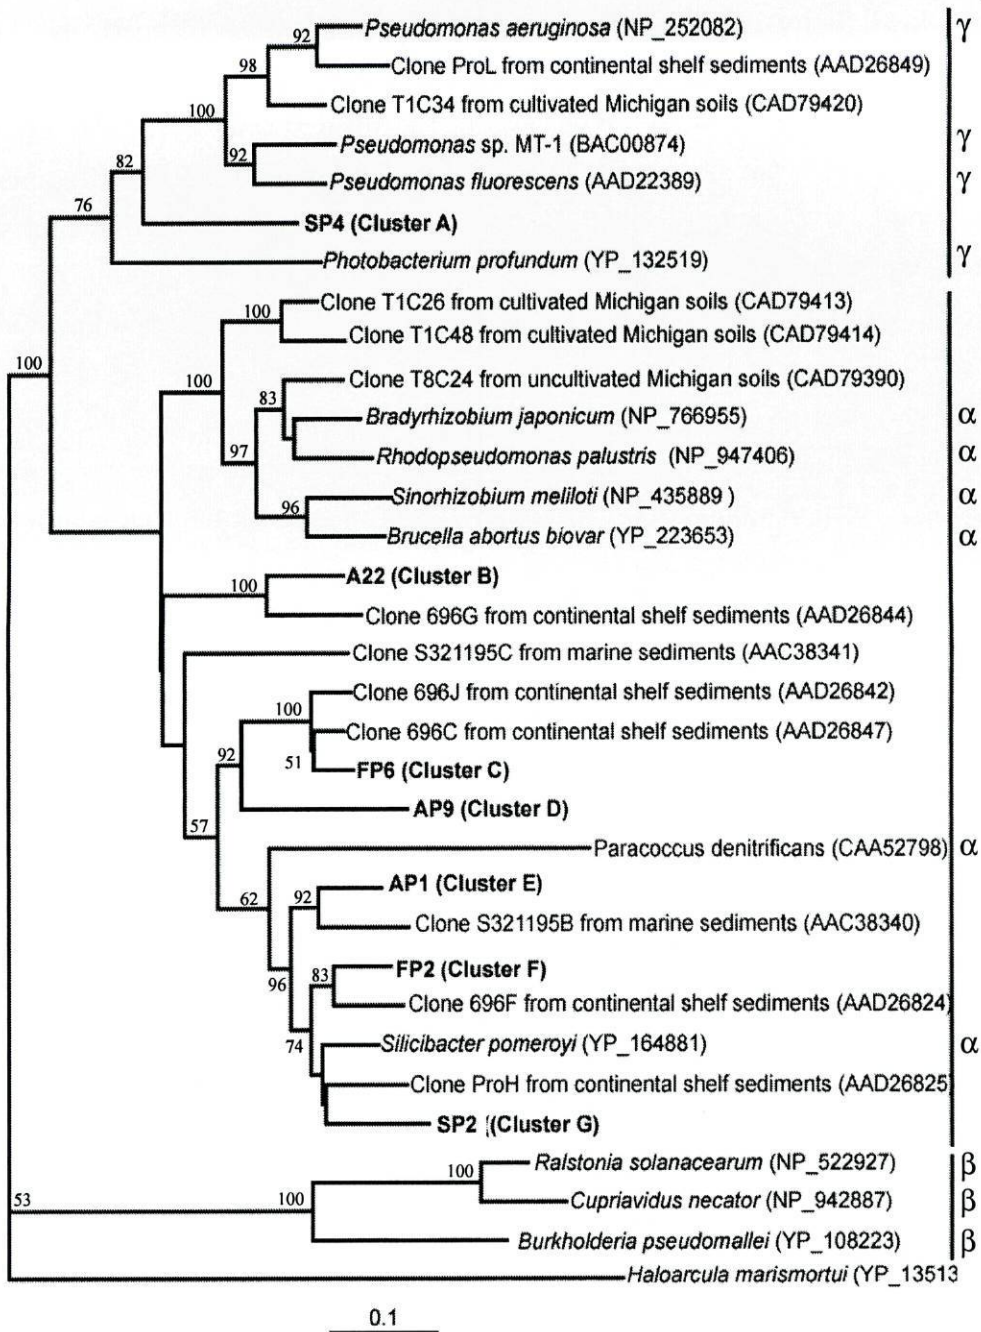 92 Pseudomonas aeruginosa (NP_252082) γ
Clone ProL from continental shelf sediments (AAD26849)
98
Clone T1C34 from cultivated Michigan soils (CAD79420)
100
Pseudomonas sp. MT-1 (BAC00874) γ
92
82
Pseudomonas fluorescens (AAD22389) γ
76
SP4 (Cluster A)
Photobacterium profundum (YP_132519) γ
Clone T1C26 from cultivated Michigan soils (CAD79413)
100
Clone T1C48 from cultivated Michigan soils (CAD79414)
100
100
Clone T8C24 from uncultivated Michigan soils (CAD79390)
83
Bradyrhizobium japonicum (NP_766955) α
97
Rhodopseudomonas palustris (NP_947406) α
Sinorhizobium meliloti (NP_435889 ) α
96
Brucella abortus biovar (YP_223653) α
A22 (Cluster B)
100
Clone 696G from continental shelf sediments (AAD26844)
Clone S321195C from marine sediments (AAC38341)
Clone 696J from continental shelf sediments (AAD26842)
100
Clone 696C from continental shelf sediments (AAD26847)
92
51
FP6 (Cluster C)
AP9 (Cluster D)
57
Paracoccus denitrificans (CAA52798) α
AP1 (Cluster E)
62
92
Clone S321195B from marine sediments (AAC38340)
FP2 (Cluster F)
96
83
Clone 696F from continental shelf sediments (AAD26824)
74
Silicibacter pomeroyi (YP_164881) α
Clone ProH from continental shelf sediments (AAD26825
SP2 (Cluster G)
Ralstonia solanacearum (NP_522927) β
100
53
100
Cupriavidus necator (NP_942887) β
Burkholderia pseudomallei (YP_108223) β
Haloarcula marismortui (YP_13513
0.1